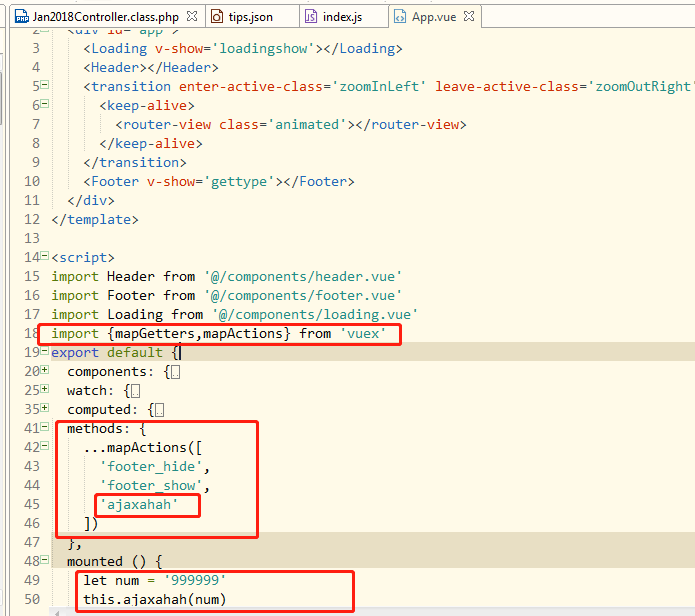 Jan2018Controller.class.php tips.json index.js App.vue
2 <div id="app">
3 <Loading v-show='loadingshow'></Loading>
4 <Header></Header>
5 <transition enter-active-class='zoomInLeft' leave-active-class='zoomOutRight'
6 <keep-alive>
7 <router-view class='animated'></router-view>
8 </keep-alive>
9 </transition>
10 <Footer v-show='gettype'></Footer>
11 </div>
12 </template>
13
14 <script>
15 import Header from '@/components/header.vue'
16 import Footer from '@/components/footer.vue'
17 import Loading from '@/components/loading.vue'
18 import {mapGetters,mapActions} from 'vuex'
19 export default {
20 components: {..
25 watch: {..
35 computed: {..
41 methods: {
42 ...mapActions([
43 'footer_hide',
44 'footer_show',
45 'ajaxahah'
46 ])
47 },
48 mounted () {
49 let num = '999999'
50 this.ajaxahah(num)